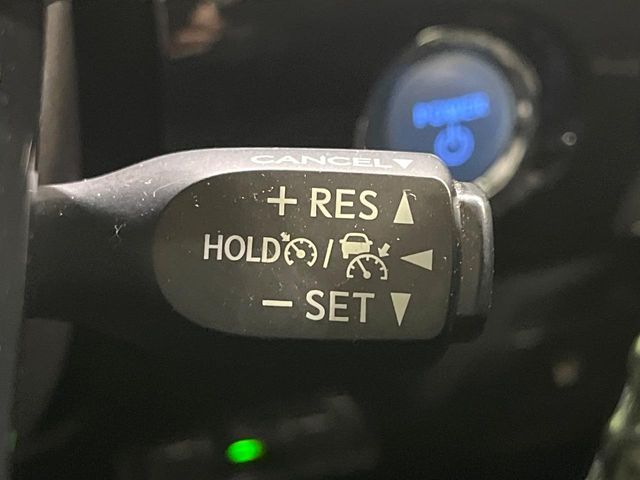 POWER
CANCEL▼
+ RES ▲
HOLD / ◀
− SET ▼